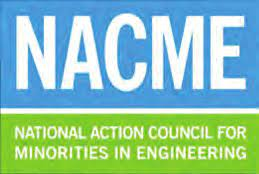 NACME
NATIONAL ACTION COUNCIL FOR
MINORITIES IN ENGINEERING